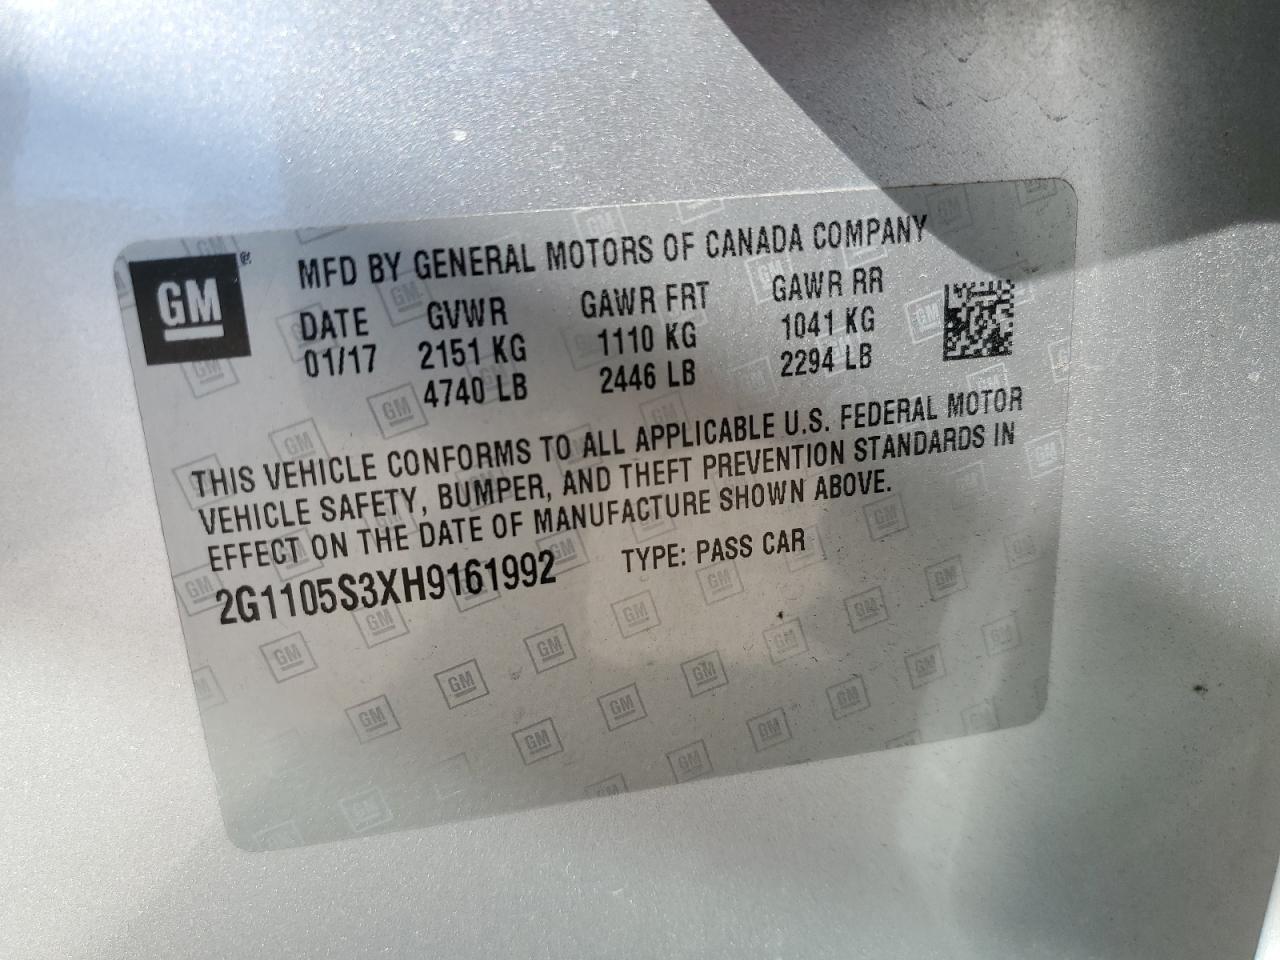 GM
MFD BY GENERAL MOTORS OF CANADA COMPANY
DATE GVWR GAWR FRT GAWR RR
01/17 2151 KG 1110 KG 1041 KG
4740 LB 2446 LB 2294 LB
THIS VEHICLE CONFORMS TO ALL APPLICABLE U.S. FEDERAL MOTOR
VEHICLE SAFETY, BUMPER, AND THEFT PREVENTION STANDARDS IN
EFFECT ON THE DATE OF MANUFACTURE SHOWN ABOVE.
2G1105S3XH9161992 TYPE: PASS CAR